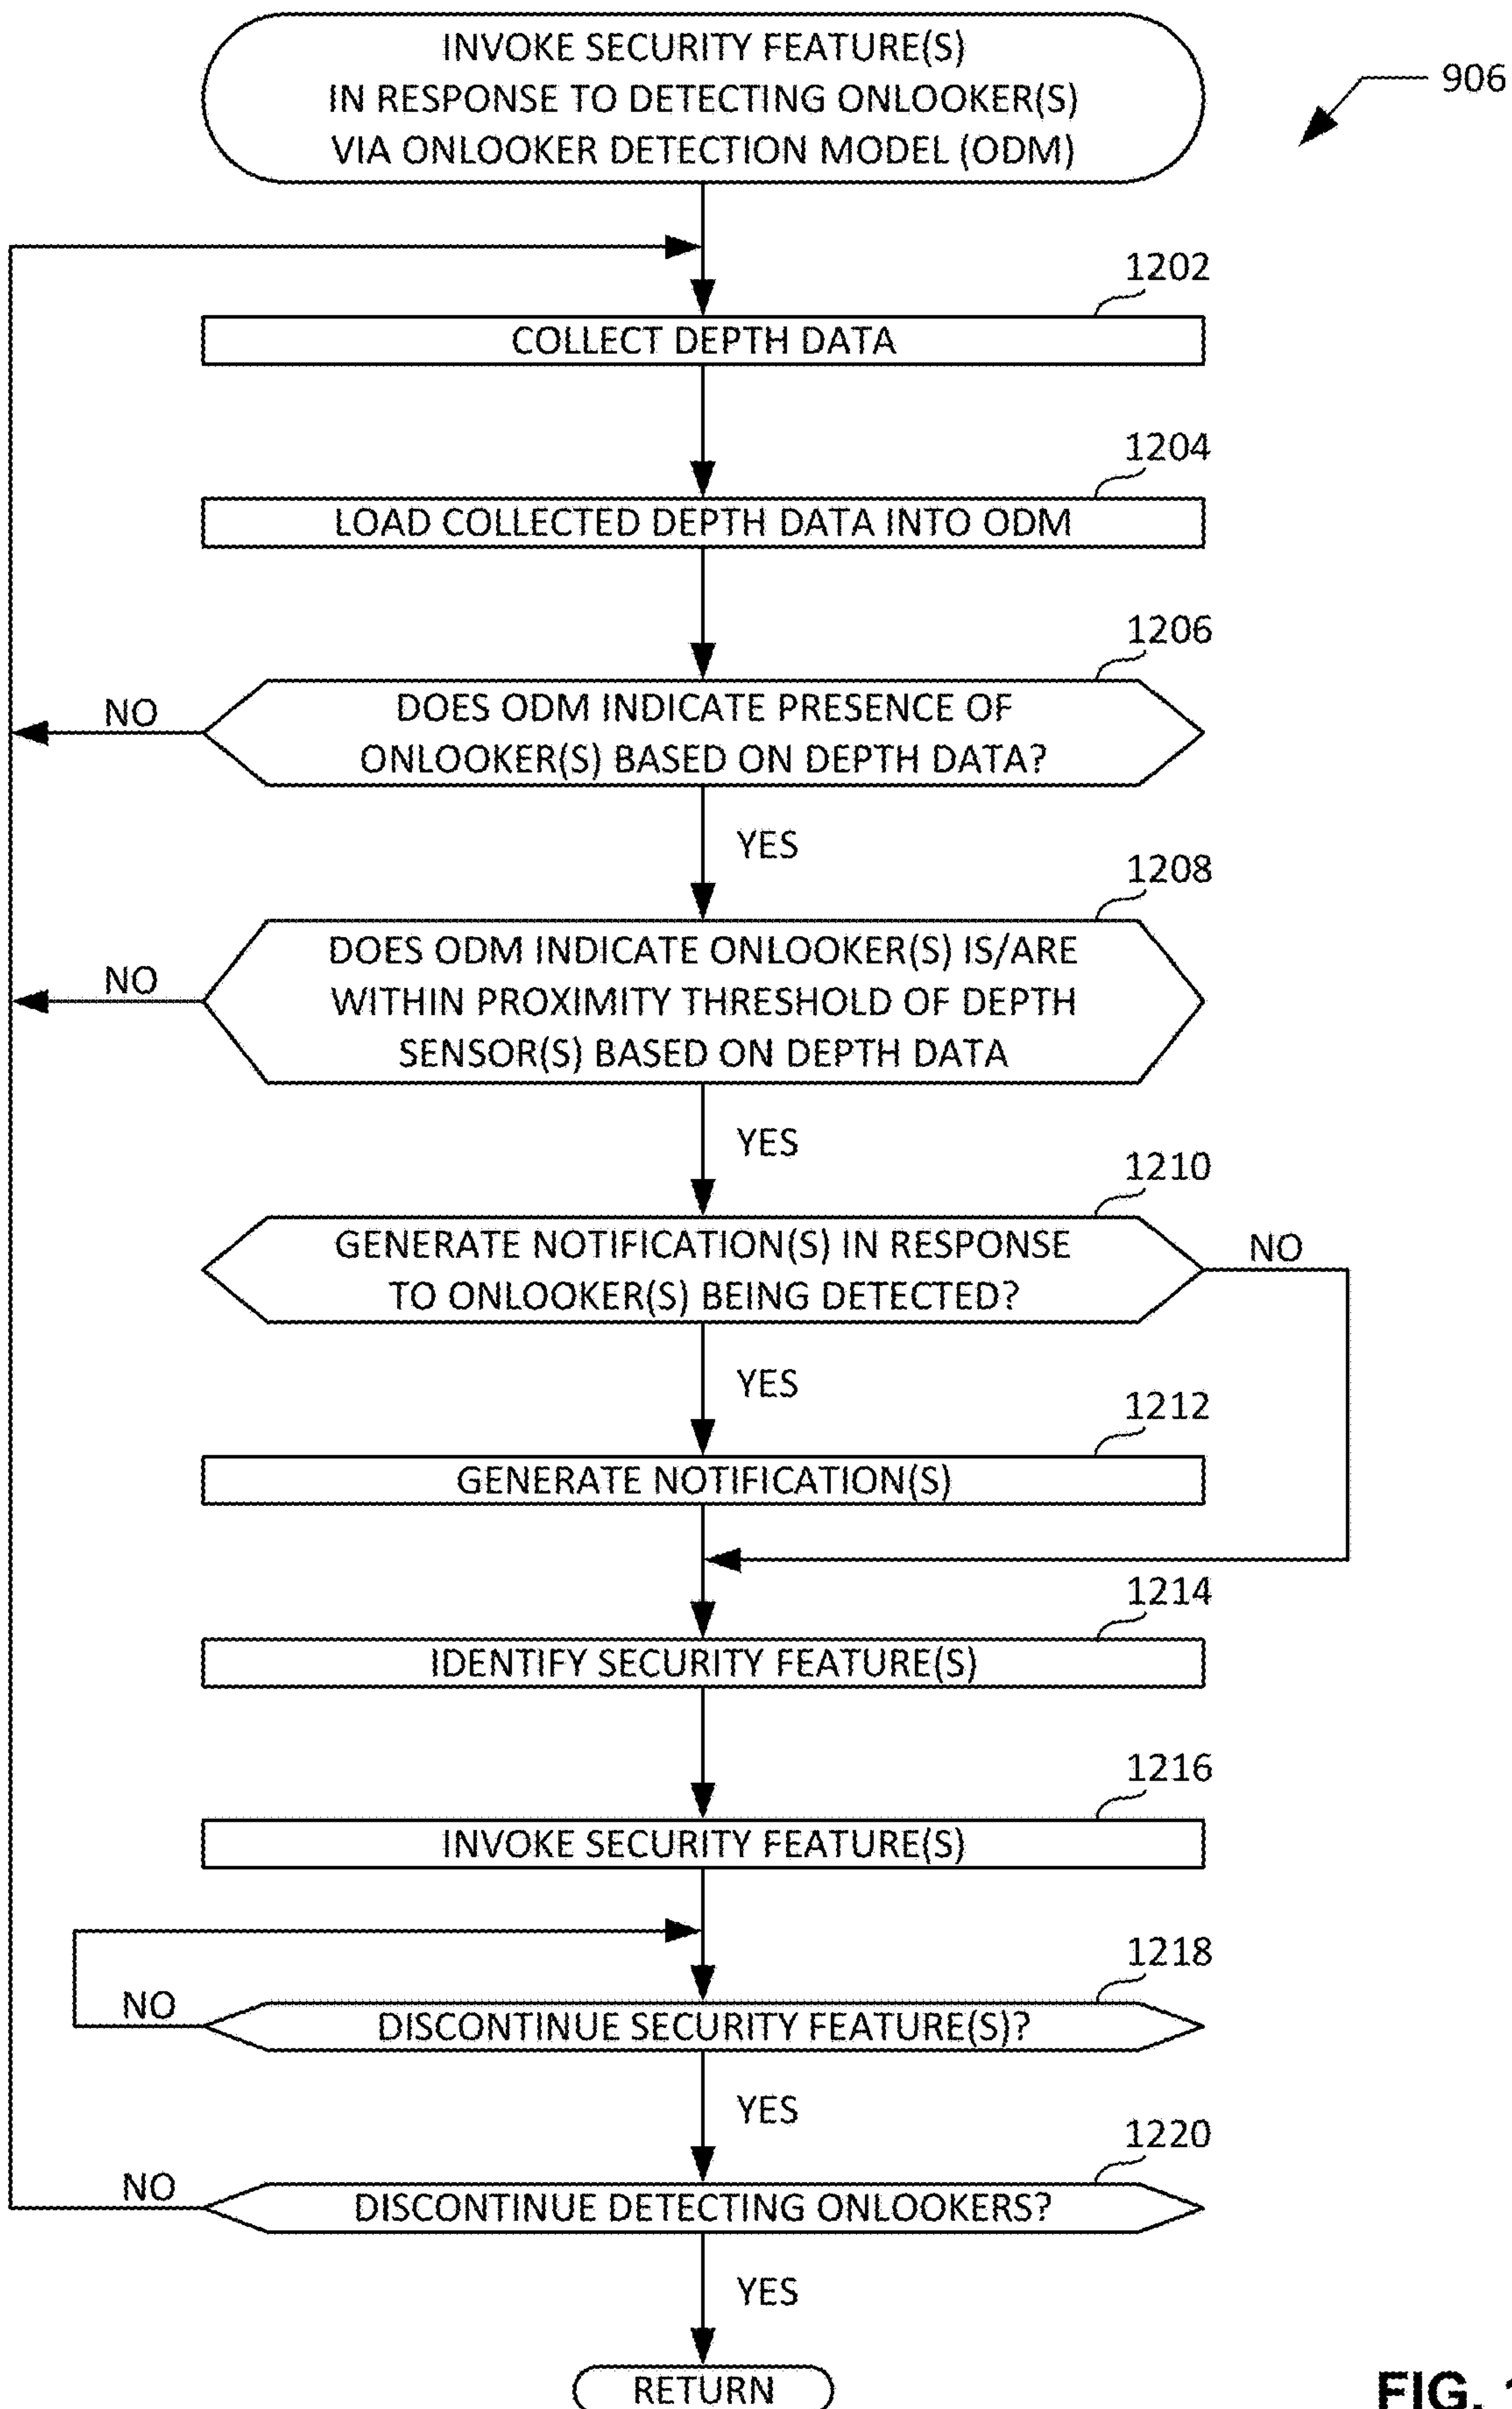 INVOKE SECURITY FEATURE(S)
IN RESPONSE TO DETECTING ONLOOKER(S)
VIA ONLOOKER DETECTION MODEL (ODM)
906
1202
COLLECT DEPTH DATA
1204
LOAD COLLECTED DEPTH DATA INTO ODM
1206
DOES ODM INDICATE PRESENCE OF
ONLOOKER(S) BASED ON DEPTH DATA?
NO
YES
1208
DOES ODM INDICATE ONLOOKER(S) IS/ARE
WITHIN PROXIMITY THRESHOLD OF DEPTH
SENSOR(S) BASED ON DEPTH DATA
NO
YES
1210
GENERATE NOTIFICATION(S) IN RESPONSE
TO ONLOOKER(S) BEING DETECTED?
NO
YES
1212
GENERATE NOTIFICATION(S)
1214
IDENTIFY SECURITY FEATURE(S)
1216
INVOKE SECURITY FEATURE(S)
1218
DISCONTINUE SECURITY FEATURE(S)?
NO
YES
1220
DISCONTINUE DETECTING ONLOOKERS?
NO
YES
RETURN
FIG.